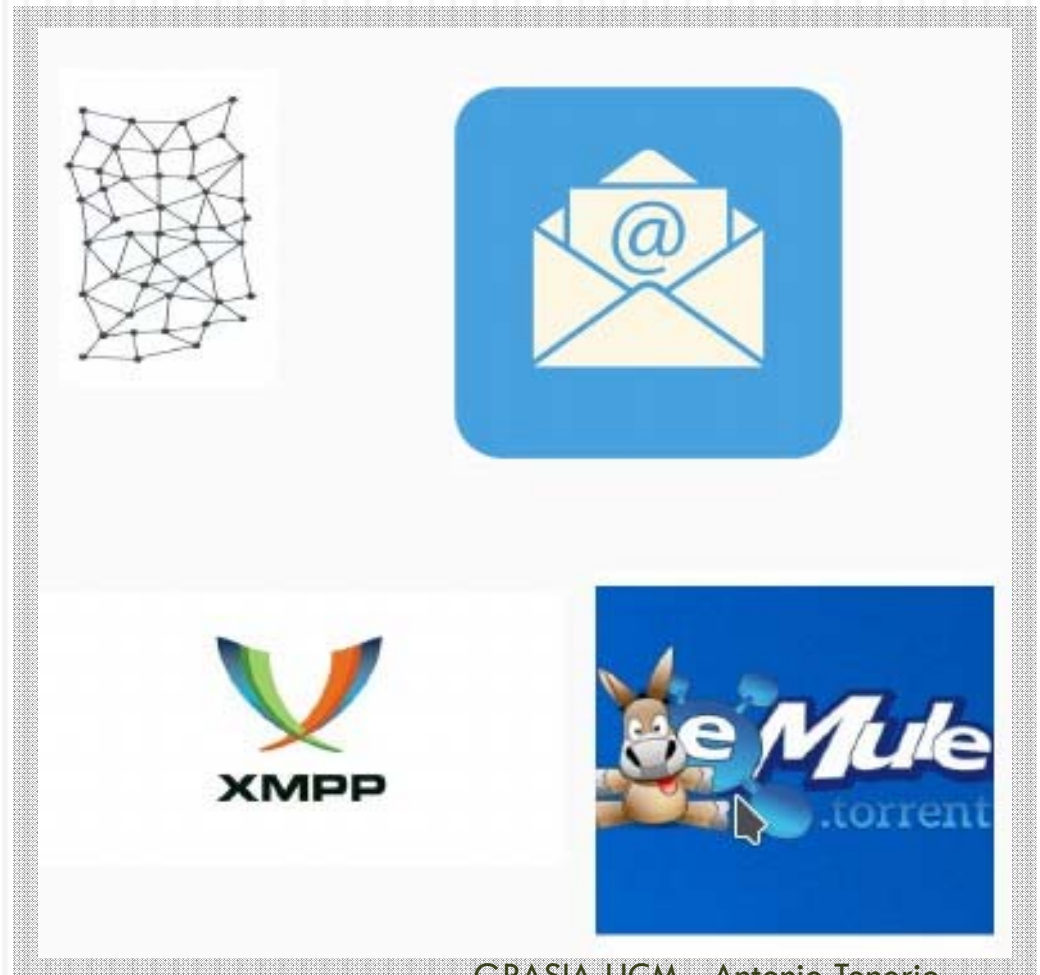 @
XMPP
eMule
.torrent
GRASIA UCM - Antonio Tenorio